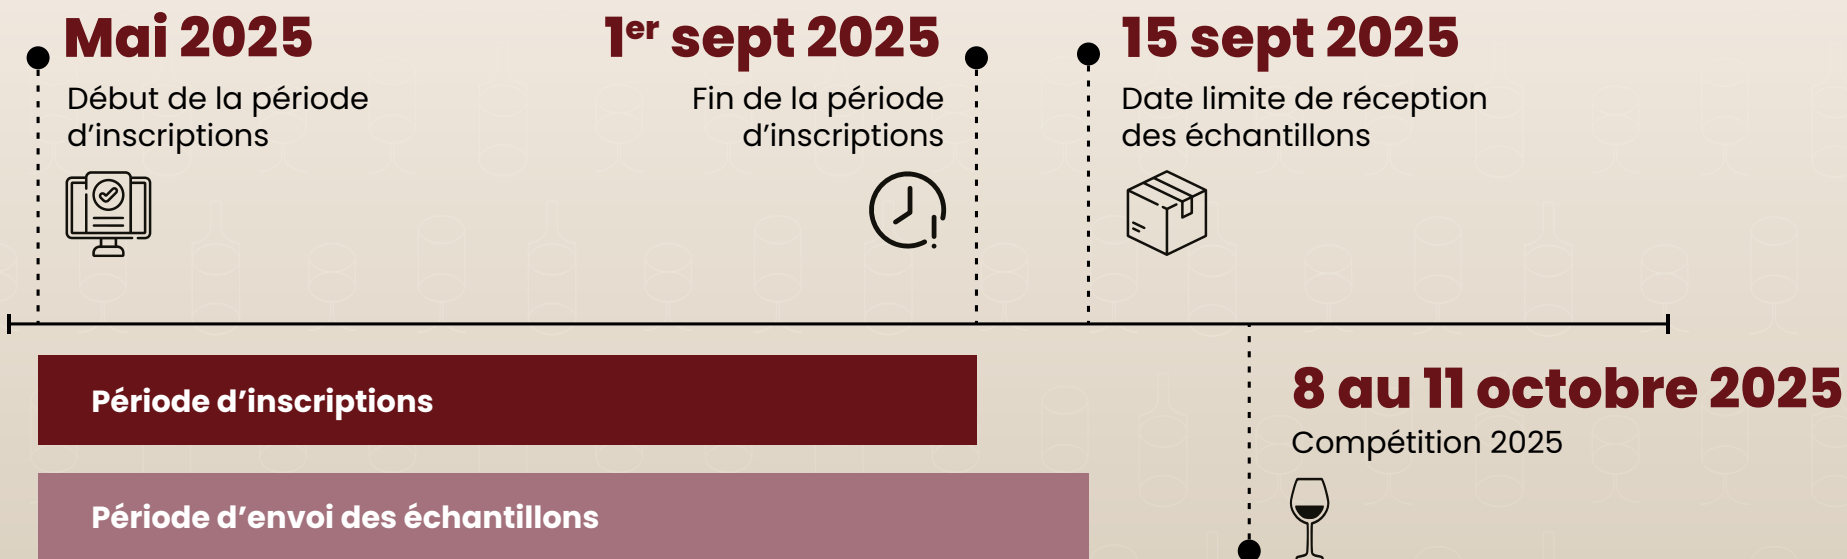 Mai 2025
Début de la période
d’inscriptions
1er sept 2025
Fin de la période
d’inscriptions
15 sept 2025
Date limite de réception
des échantillons
Période d’inscriptions
Période d’envoi des échantillons
8 au 11 octobre 2025
Compétition 2025